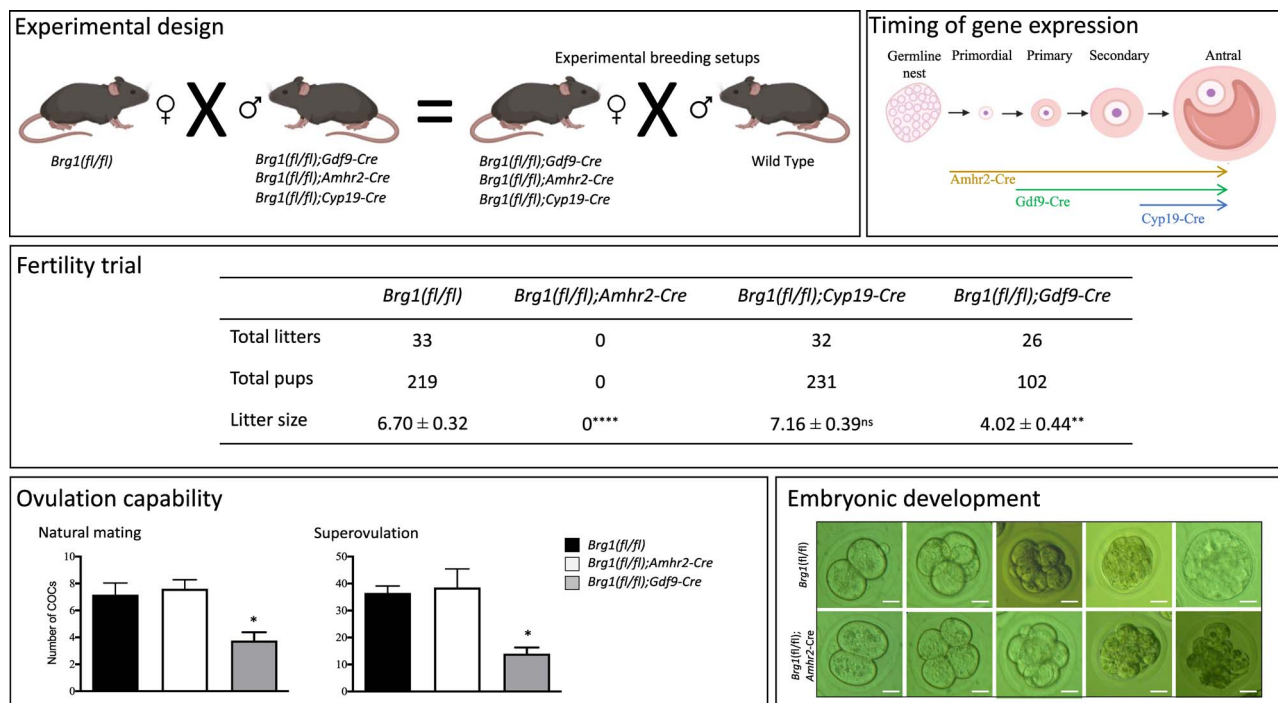 Experimental design
Experimental breeding setups
♀ X ♂ = ♀ X ♂
Brg1(fl/fl)
Brg1(fl/fl);Gdf9-Cre
Brg1(fl/fl);Amhr2-Cre
Brg1(fl/fl);Cyp19-Cre
Brg1(fl/fl);Gdf9-Cre
Brg1(fl/fl);Amhr2-Cre
Brg1(fl/fl);Cyp19-Cre
Wild Type
Timing of gene expression
Germline nest Primordial Primary Secondary Antral
Amhr2-Cre
Gdf9-Cre
Cyp19-Cre
Fertility trial
Brg1(fl/fl) Brg1(fl/fl);Amhr2-Cre Brg1(fl/fl);Cyp19-Cre Brg1(fl/fl);Gdf9-Cre
Total litters 33 0 32 26
Total pups 219 0 231 102
Litter size 6.70 ± 0.32 0**** 7.16 ± 0.39ns 4.02 ± 0.44**
Ovulation capability
Natural mating
Number of COCs
10
8
6
4
2
0
*
Superovulation
50
40
30
20
10
0
*
Brg1(fl/fl)
Brg1(fl/fl);Amhr2-Cre
Brg1(fl/fl);Gdf9-Cre
Embryonic development
Brg1(fl/fl)
Brg1(fl/fl);
Amhr2-Cre